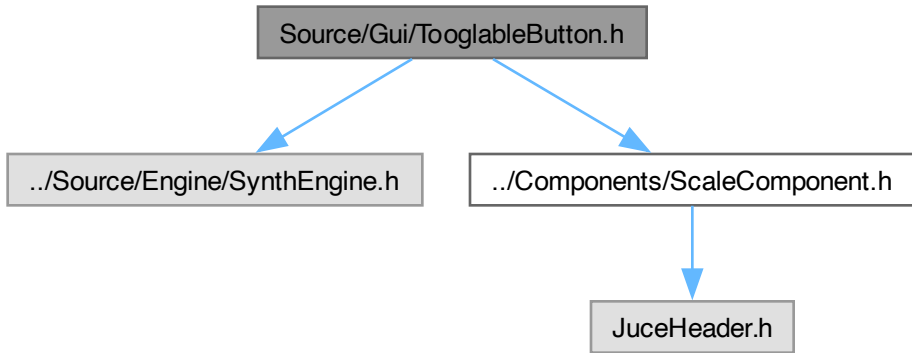 Source/Gui/TooglableButton.h
../Source/Engine/SynthEngine.h
../Components/ScaleComponent.h
JuceHeader.h